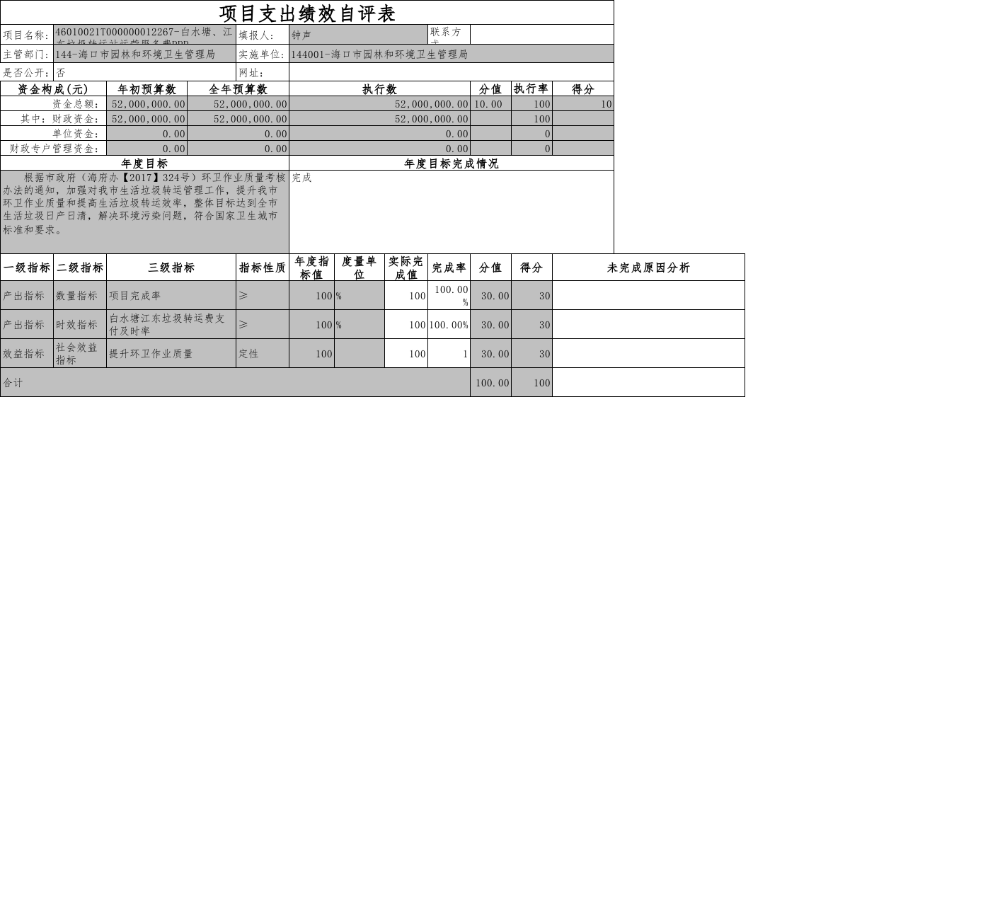 项目支出绩效自评表
项目名称: 46010021T000000012267-白水塘、江 填报人: 钟声 联系方
东垃圾转运站运营服务费PPP 式
主管部门: 144-海口市园林和环境卫生管理局 实施单位: 144001-海口市园林和环境卫生管理局
是否公开: 否 网址:
资金构成(元) 年初预算数 全年预算数 执行数 分值 执行率 得分
资金总额: 52,000,000.00 52,000,000.00 52,000,000.00 10.00 100 10
其中: 财政资金: 52,000,000.00 52,000,000.00 52,000,000.00 100
单位资金: 0.00 0.00 0.00 0
财政专户管理资金: 0.00 0.00 0.00 0
年度目标 年度目标完成情况
根据市政府（海府办【2017】324号）环卫作业质量考核 完成
办法的通知，加强对我市生活垃圾转运管理工作，提升我市
环卫作业质量和提高生活垃圾转运效率，整体目标达到全市
生活垃圾日产日清，解决环境污染问题，符合国家卫生城市
标准和要求。
一级指标 二级指标 三级指标 指标性质 年度指标值 度量单位 实际完成值 完成率 分值 得分 未完成原因分析
产出指标 数量指标 项目完成率 ≥ 100 % 100 100.00% 30.00 30
产出指标 时效指标 白水塘江东垃圾转运费支付及时率 ≥ 100 % 100 100.00% 30.00 30
效益指标 社会效益指标 提升环卫作业质量 定性 100 100 1 30.00 30
合计 100.00 100